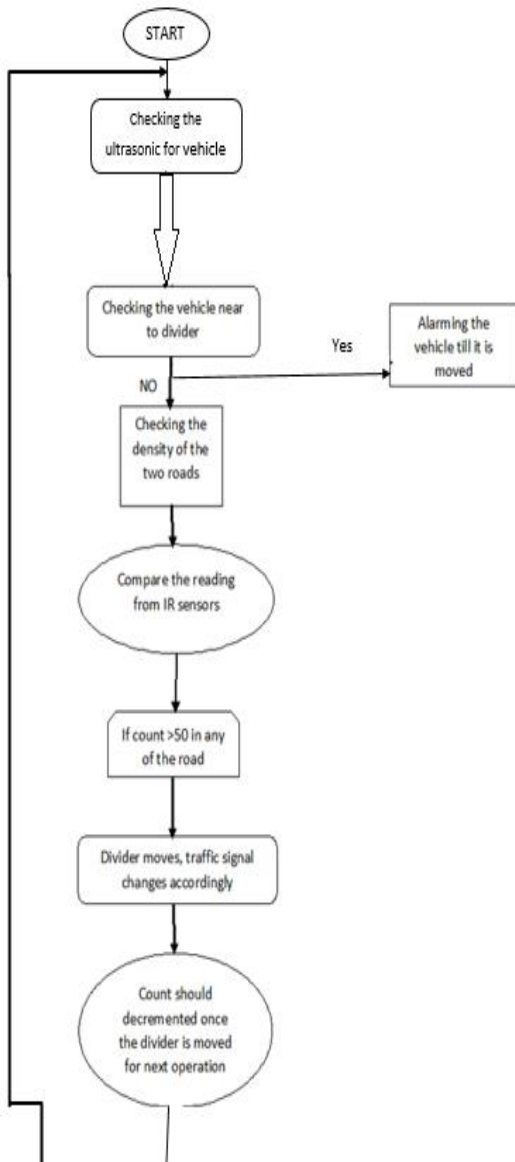 START
Checking the
ultrasonic for vehicle
Checking the vehicle near
to divider
Yes
Alarming the
vehicle till it is
moved
NO
Checking the
density of the
two roads
Compare the reading
from IR sensors
If count >50 in any
of the road
Divider moves, traffic signal
changes accordingly
Count should
decremented once
the divider is moved
for next operation